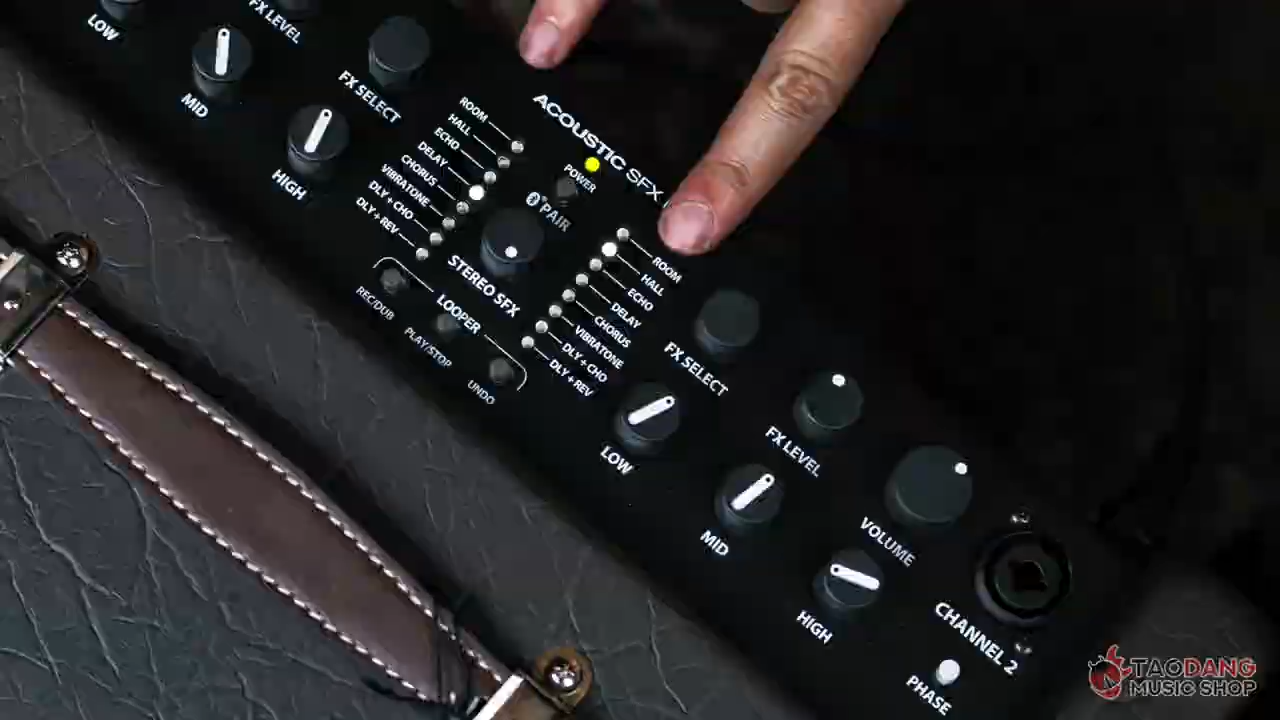 LOW
MID
HIGH
FX LEVEL
FX SELECT
ROOM
HALL
ECHO
DELAY
CHORUS
VIBRATONE
DLY+CHO
DLY+REV
ACOUSTIC SFX
POWER
PAIR
STEREO SFX
LOOPER
REC/DUB
PLAY/STOP
UNDO
ROOM
HALL
ECHO
DELAY
CHORUS
VIBRATONE
DLY+CHO
DLY+REV
FX SELECT
FX LEVEL
VOLUME
LOW
MID
HIGH
CHANNEL 2
PHASE
TAODANG
MUSIC SHOP